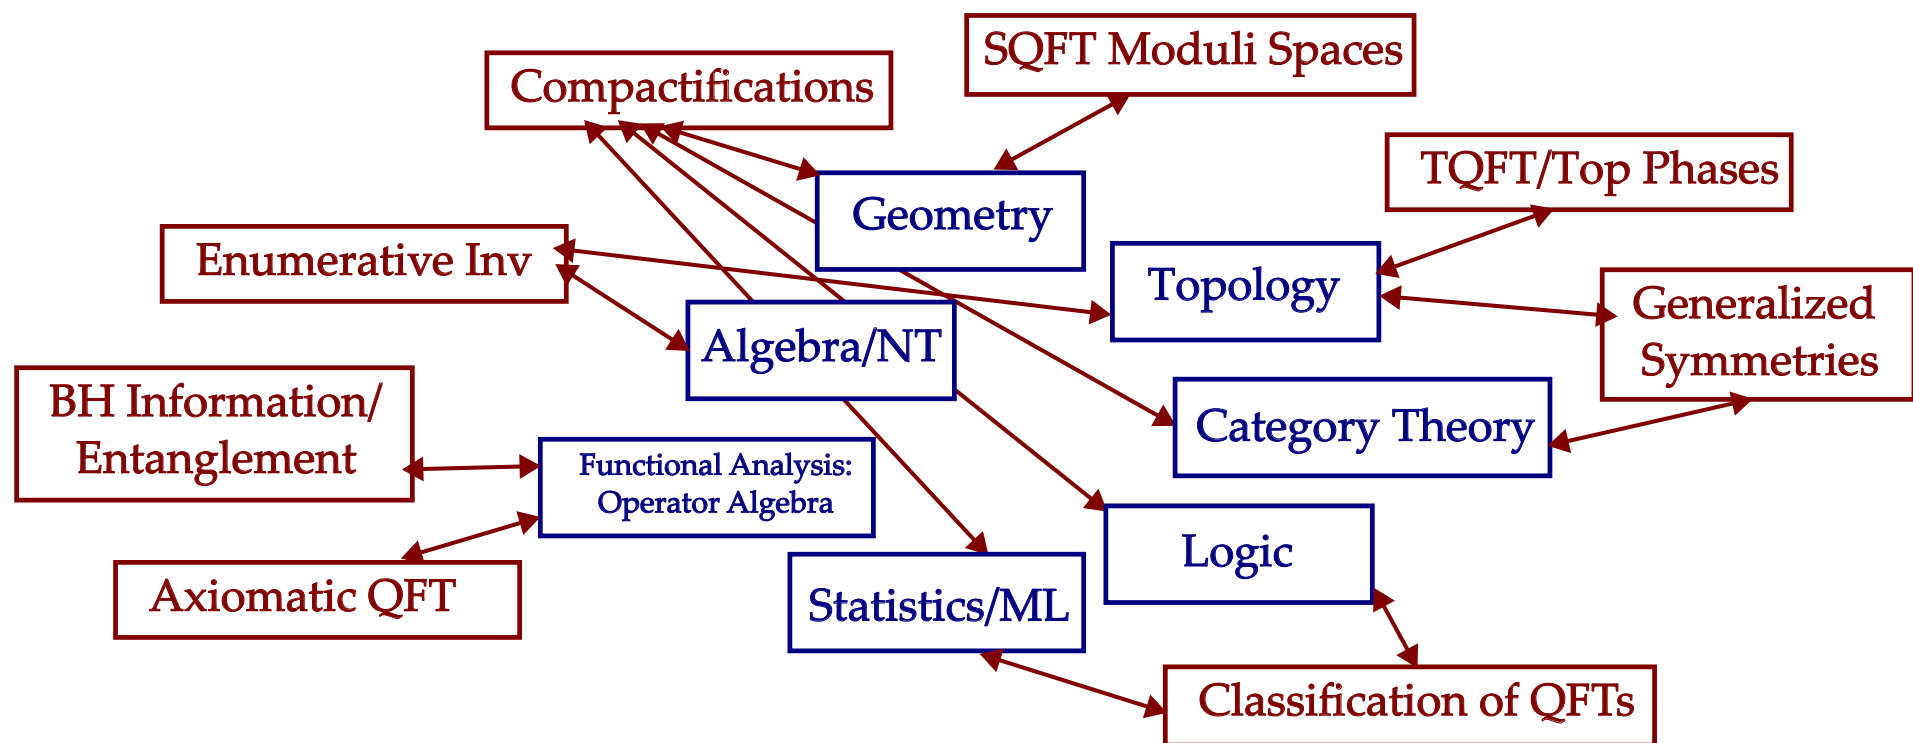 SQFT Moduli Spaces
Compactifications
TQFT/Top Phases
Geometry
Enumerative Inv
Topology
Generalized
Symmetries
Algebra/NT
BH Information/
Entanglement
Category Theory
Functional Analysis:
Operator Algebra
Logic
Axiomatic QFT
Statistics/ML
Classification of QFTs